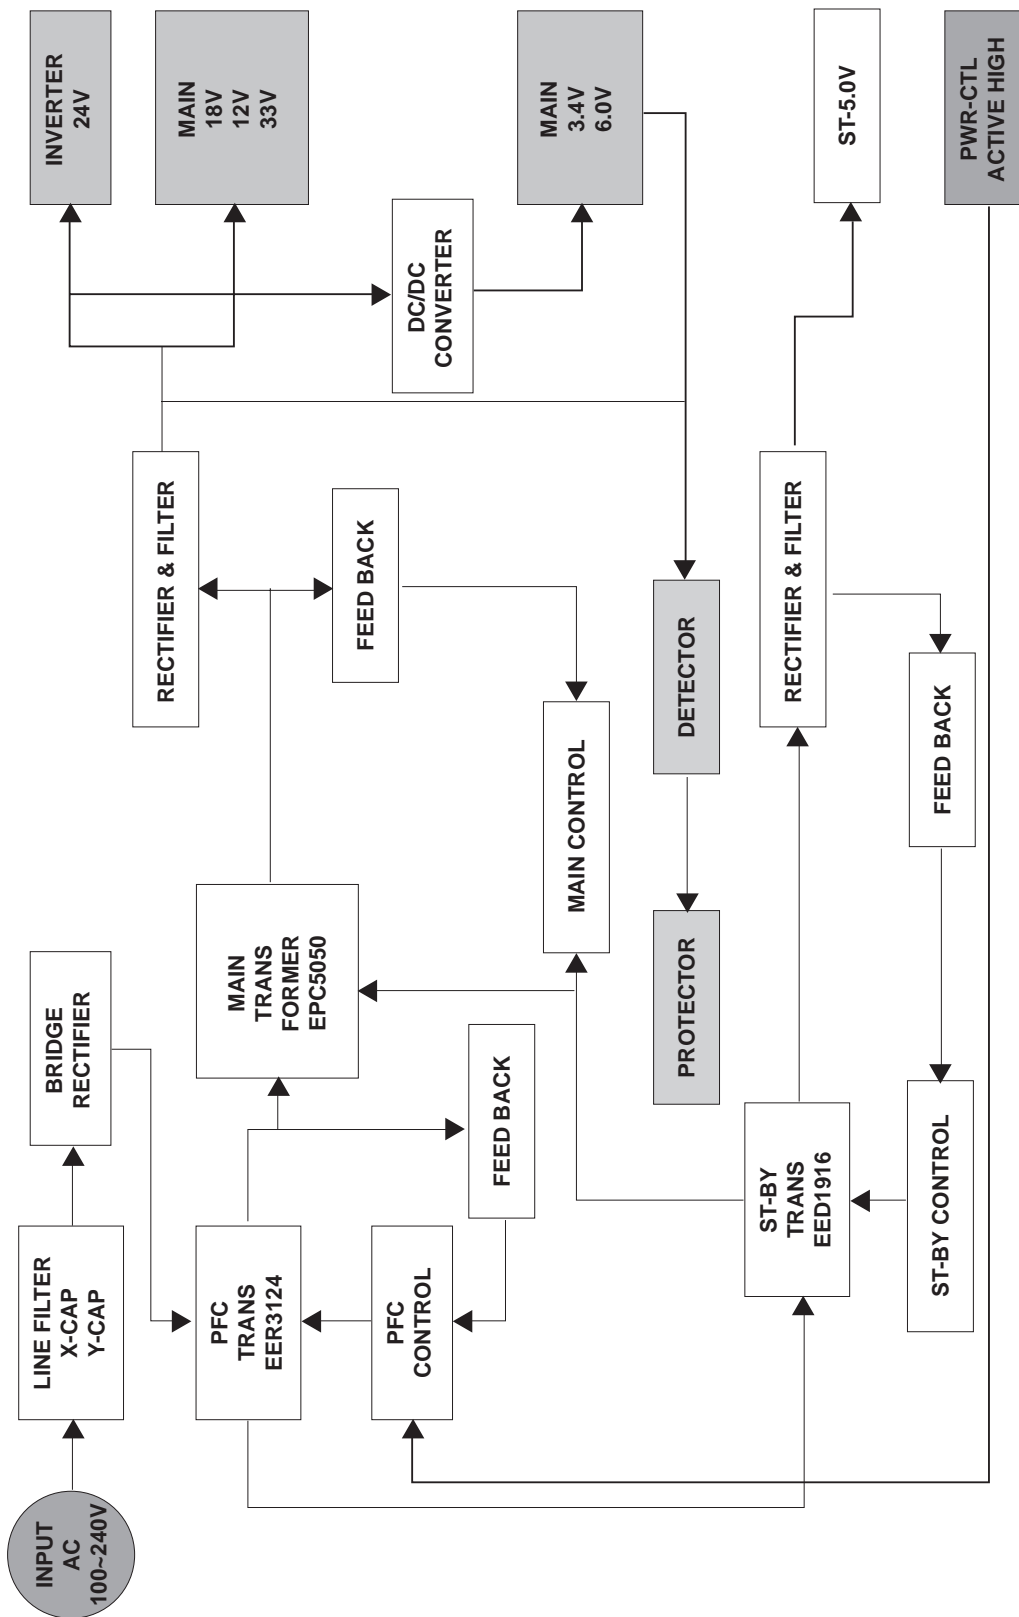 INPUT
AC
100~240V
LINE FILTER
X-CAP
Y-CAP
BRIDGE
RECTIFIER
PFC
TRANS
EER3124
MAIN
TRANS
FORMER
EPC5050
RECTIFIER & FILTER
INVERTER
24V
MAIN
18V
12V
33V
PFC
CONTROL
FEED BACK
FEED BACK
DC/DC
CONVERTER
MAIN
3.4V
6.0V
MAIN CONTROL
PROTECTOR
DETECTOR
ST-BY
TRANS
EED1916
RECTIFIER & FILTER
ST-5.0V
ST-BY CONTROL
FEED BACK
PWR-CTL
ACTIVE HIGH